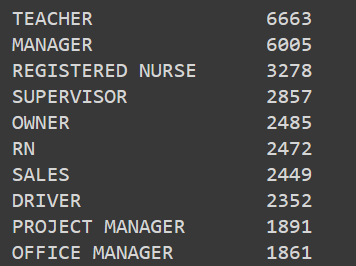 TEACHER 6663
MANAGER 6005
REGISTERED NURSE 3278
SUPERVISOR 2857
OWNER 2485
RN 2472
SALES 2449
DRIVER 2352
PROJECT MANAGER 1891
OFFICE MANAGER 1861